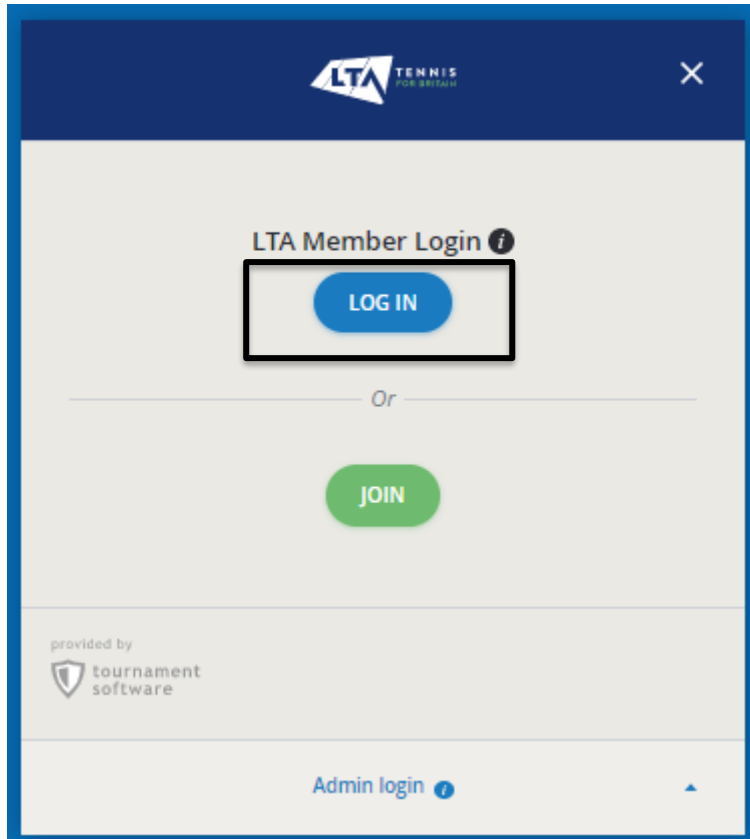 LTA TENNIS
FOR BRITAIN
LTA Member Login
LOG IN
Or
JOIN
provided by
tournament
software
Admin login